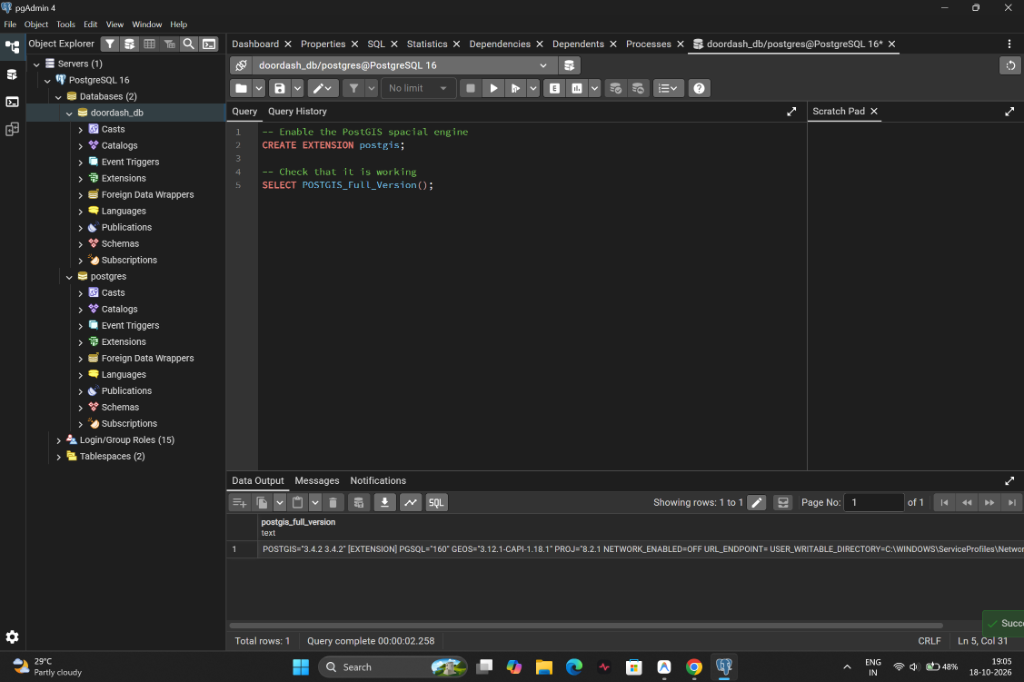 pgAdmin 4
File Object Tools Edit View Window Help
Object Explorer
Dashboard Properties SQL Statistics Dependencies Dependents Processes doordash_db/postgres@PostgreSQL 16*
Servers (1)
PostgreSQL 16
Databases (2)
doordash_db
Casts
Catalogs
Event Triggers
Extensions
Foreign Data Wrappers
Languages
Publications
Schemas
Subscriptions
postgres
Casts
Catalogs
Event Triggers
Extensions
Foreign Data Wrappers
Languages
Publications
Schemas
Subscriptions
Login/Group Roles (15)
Tablespaces (2)
doordash_db/postgres@PostgreSQL 16
No limit
E
Query Query History
Scratch Pad
1 -- Enable the PostGIS spacial engine
2 CREATE EXTENSION postgis;
3
4 -- Check that it is working
5 SELECT POSTGIS_Full_Version();
Data Output Messages Notifications
SQL
Showing rows: 1 to 1
Page No: 1 of 1
postgis_full_version
text
1 POSTGIS="3.4.2 3.4.2" [EXTENSION] PGSQL="160" GEOS="3.12.1-CAPI-1.18.1" PROJ="8.2.1 NETWORK_ENABLED=OFF URL_ENDPOINT= USER_WRITABLE_DIRECTORY=C:\WINDOWS\ServiceProfiles\Netwo
Succ
Total rows: 1 Query complete 00:00:02.258 CRLF Ln 5, Col 31
29°C
Partly cloudy
Search
ENG
IN
48%
19:05
18-10-2026